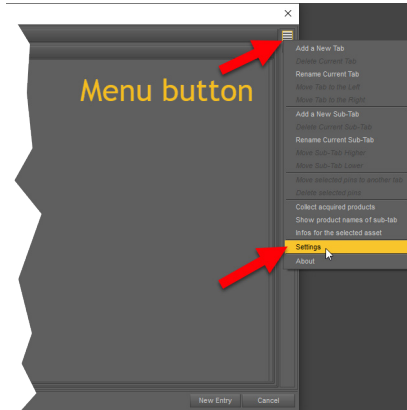 Menu button
Add a New Tab
Delete Current Tab
Rename Current Tab
Move Tab to the Left
Move Tab to the Right
Add a New Sub-Tab
Delete Current Sub-Tab
Rename Current Sub-Tab
Move Sub-Tab Higher
Move Sub-Tab Lower
Move selected pins to another tab
Delete selected pins
Collect acquired products
Show product names of sub-tab
Infos for the selected asset
Settings
About
New Entry Cancel